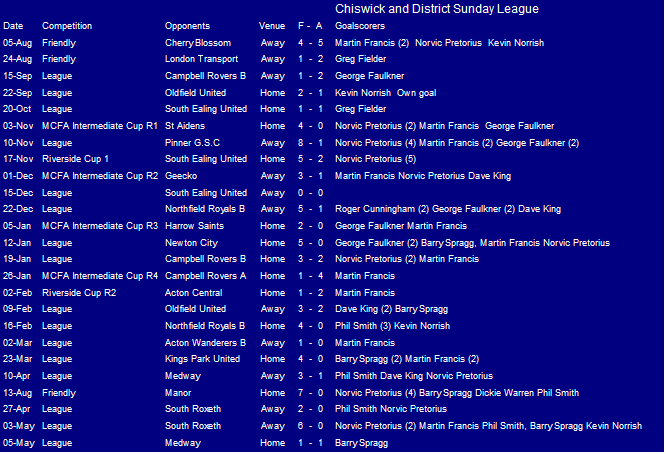 Chiswick and District Sunday League
Date Competition Opponents Venue F - A Goalscorers
05-Aug Friendly Cherry Blossom Away 4 - 5 Martin Francis (2) Norvic Pretorius Kevin Norrish
24-Aug Friendly London Transport Away 1 - 2 Greg Fielder
15-Sep League Campbell Rovers B Away 1 - 2 George Faulkner
22-Sep League Oldfield United Home 2 - 1 Kevin Norrish Own goal
20-Oct League South Ealing United Home 1 - 1 Greg Fielder
03-Nov MCFA Intermediate Cup R1 St Aidens Home 4 - 0 Norvic Pretorius (2) Martin Francis George Faulkner
10-Nov League Pinner G.S.C Away 8 - 1 Norvic Pretorius (4) Martin Francis (2) George Faulkner (2)
17-Nov Riverside Cup 1 South Ealing United Home 5 - 2 Norvic Pretorius (5)
01-Dec MCFA Intermediate Cup R2 Geecko Away 3 - 1 Martin Francis Norvic Pretorius Dave King
15-Dec League South Ealing United Away 0 - 0
22-Dec League Northfield Royals B Away 5 - 1 Roger Cunningham (2) George Faulkner (2) Dave King
05-Jan MCFA Intermediate Cup R3 Harrow Saints Home 2 - 0 George Faulkner Martin Francis
12-Jan League Newton City Home 5 - 0 George Faulkner (2) Barry Spragg, Martin Francis Norvic Pretorius
19-Jan League Campbell Rovers B Home 3 - 2 Norvic Pretorius (2) Martin Francis
26-Jan MCFA Intermediate Cup R4 Campbell Rovers A Home 1 - 4 Martin Francis
02-Feb Riverside Cup R2 Acton Central Home 1 - 2 Martin Francis
09-Feb League Oldfield United Away 3 - 2 Dave King (2) Barry Spragg
16-Feb League Northfield Royals B Home 4 - 0 Phil Smith (3) Kevin Norrish
02-Mar League Acton Wanderers B Away 1 - 0 Martin Francis
23-Mar League Kings Park United Home 4 - 0 Barry Spragg (2) Martin Francis (2)
10-Apr League Medway Away 3 - 1 Phil Smith Dave King Norvic Pretorius
13-Aug Friendly Manor Home 7 - 0 Norvic Pretorius (4) Barry Spragg Dickie Warren Phil Smith
27-Apr League South Roxeth Away 2 - 0 Phil Smith Norvic Pretorius
03-May League South Roxeth Away 6 - 0 Norvic Pretorius (2) Martin Francis Phil Smith, Barry Spragg Kevin Norrish
05-May League Medway Home 1 - 1 Barry Spragg